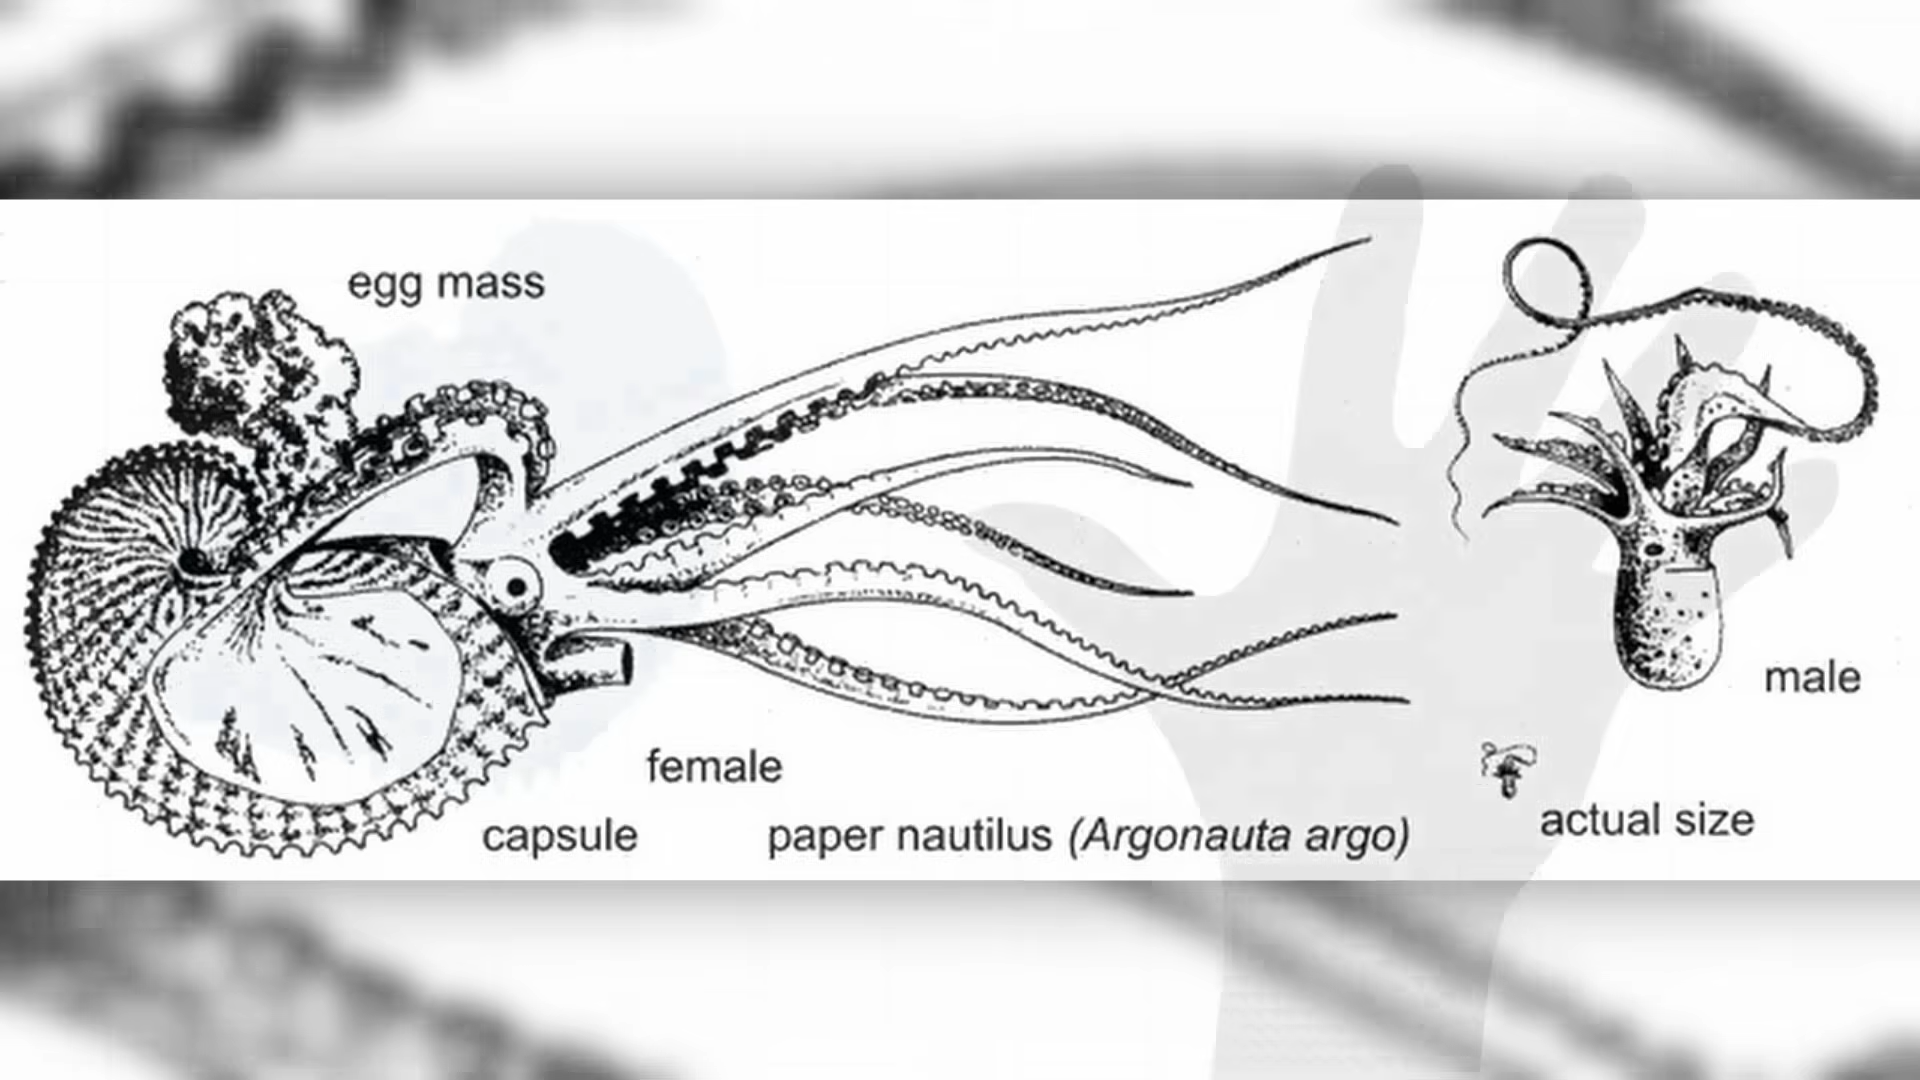 egg mass
male
female
actual size
capsule
paper nautilus (Argonauta argo)